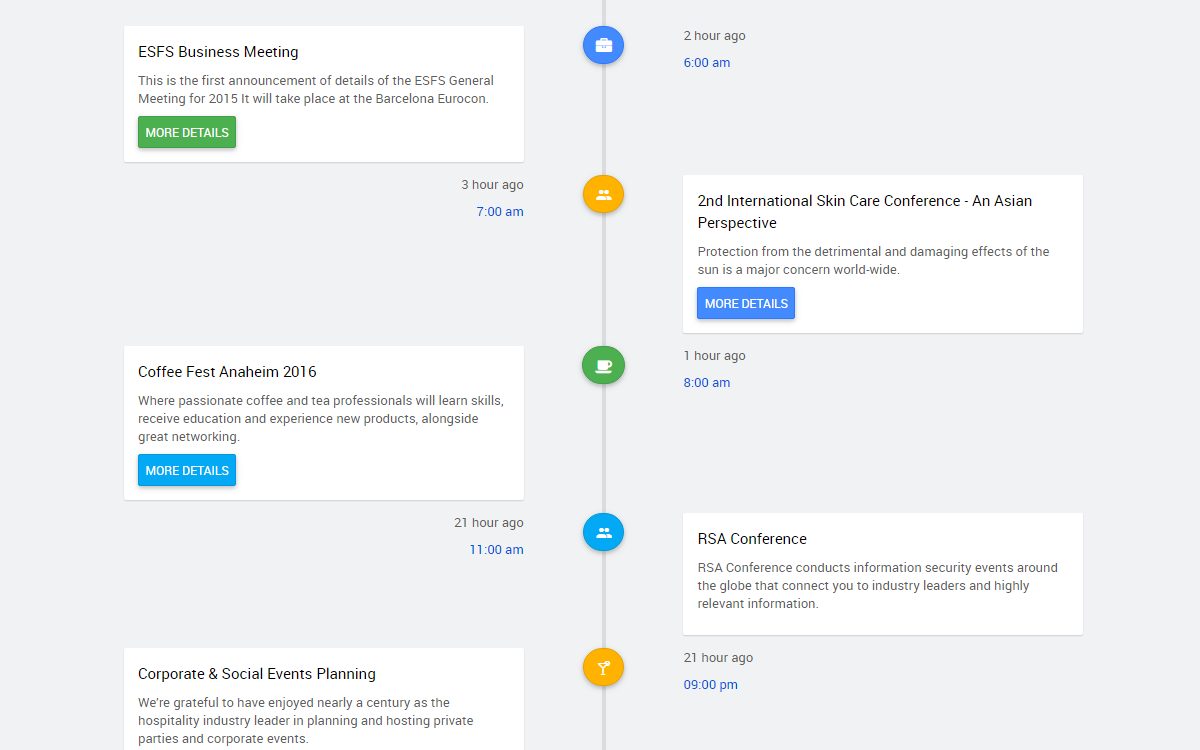 ESFS Business Meeting
This is the first announcement of details of the ESFS General
Meeting for 2015 It will take place at the Barcelona Eurocon.
MORE DETAILS
2 hour ago
6:00 am
3 hour ago
7:00 am
2nd International Skin Care Conference - An Asian
Perspective
Protection from the detrimental and damaging effects of the
sun is a major concern world-wide.
MORE DETAILS
Coffee Fest Anaheim 2016
Where passionate coffee and tea professionals will learn skills,
receive education and experience new products, alongside
great networking.
MORE DETAILS
1 hour ago
8:00 am
21 hour ago
11:00 am
RSA Conference
RSA Conference conducts information security events around
the globe that connect you to industry leaders and highly
relevant information.
Corporate & Social Events Planning
We're grateful to have enjoyed nearly a century as the
hospitality industry leader in planning and hosting private
parties and corporate events.
21 hour ago
09:00 pm